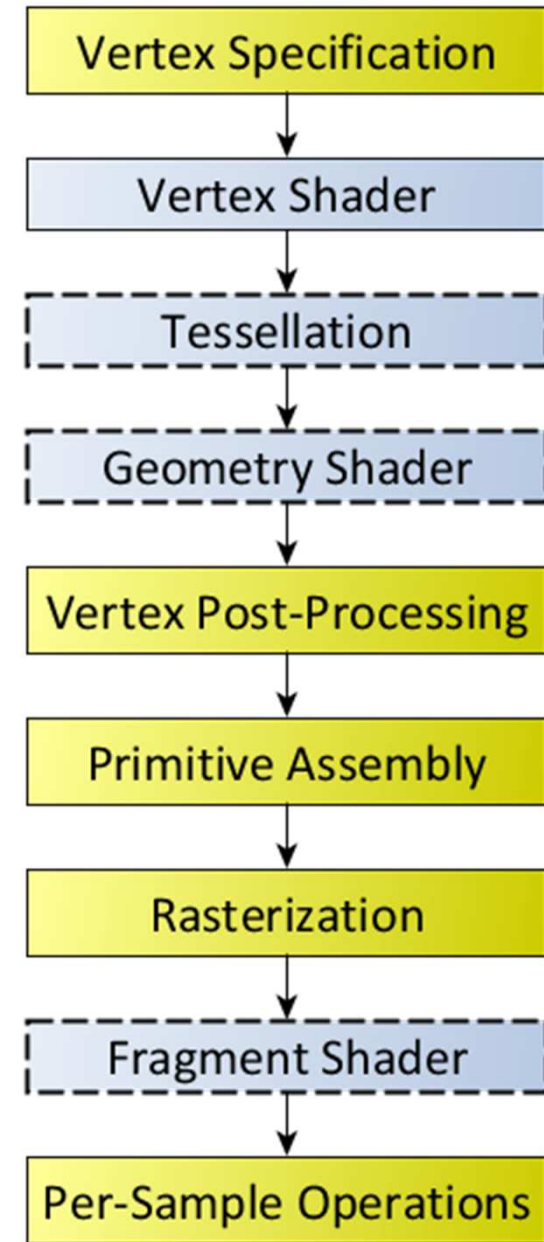 Vertex Specification
Vertex Shader
Tessellation
Geometry Shader
Vertex Post-Processing
Primitive Assembly
Rasterization
Fragment Shader
Per-Sample Operations